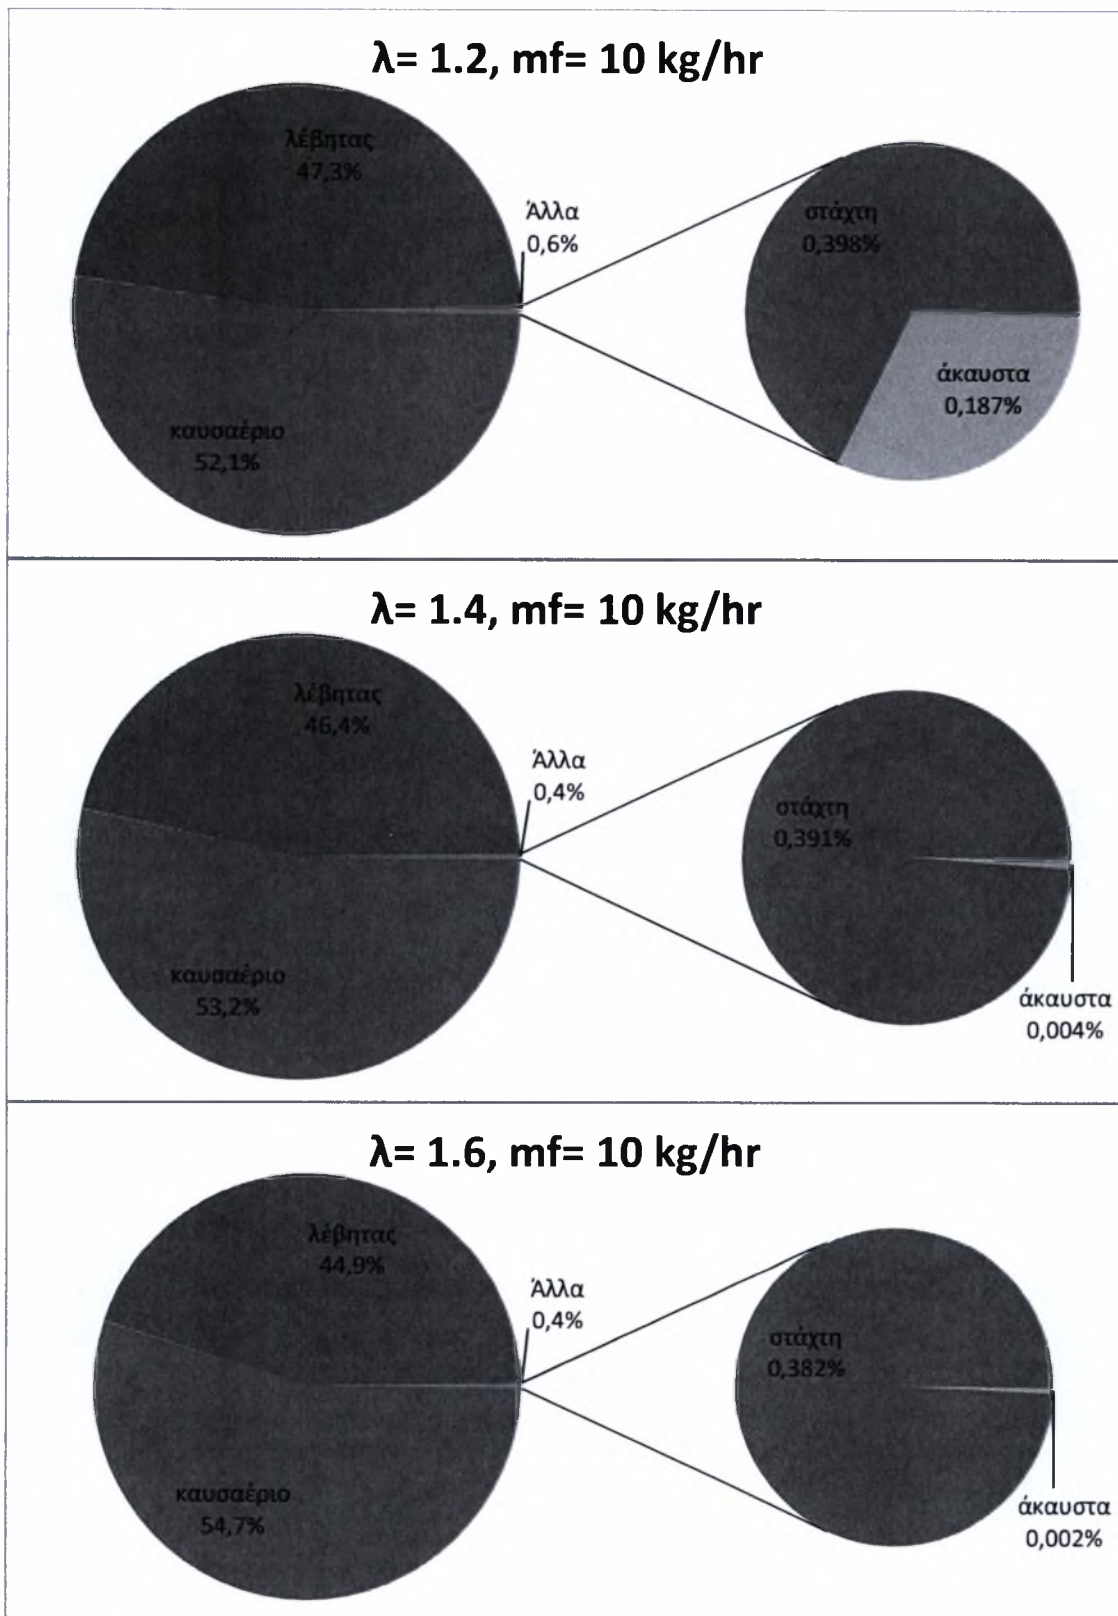 λ= 1.2, mf= 10 kg/hr
λέβητας
47,3%
Άλλα
0,6%
καυσαέριο
52,1%
στάχτη
0,398%
άκαυστα
0,187%
λ= 1.4, mf= 10 kg/hr
λέβητας
46,4%
Άλλα
0,4%
καυσαέριο
53,2%
στάχτη
0,391%
άκαυστα
0,004%
λ= 1.6, mf= 10 kg/hr
λέβητας
44,9%
Άλλα
0,4%
καυσαέριο
54,7%
στάχτη
0,382%
άκαυστα
0,002%